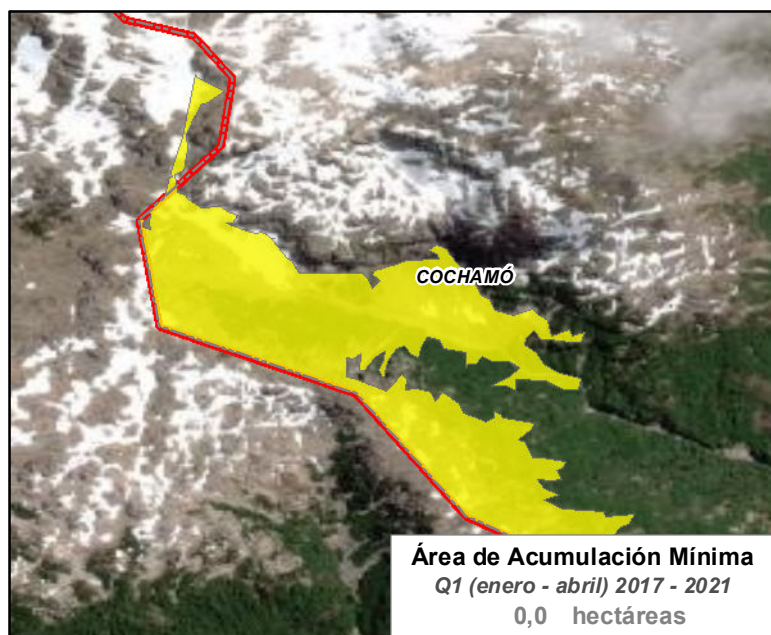 COCHAMÓ
Área de Acumulación Mínima
Q1 (enero - abril) 2017 - 2021
0,0 hectáreas